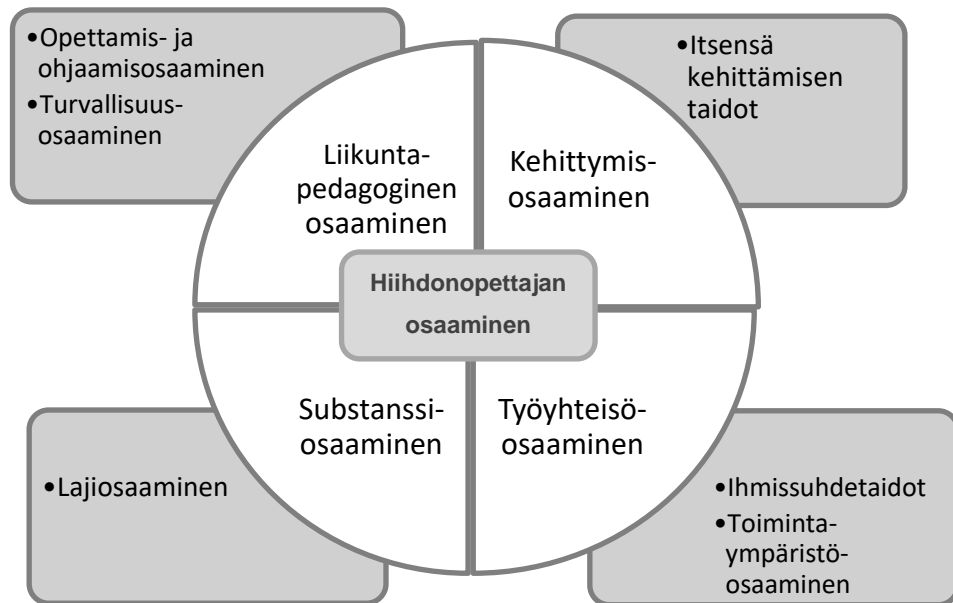 •Opettamis- ja
ohjaamisosaaminen
•Turvallisuus-
osaaminen
•Itsensä
kehittämisen
taidot
Liikunta-
pedagoginen
osaaminen
Kehittymis-
osaaminen
Hiihdonopettajan
osaaminen
Substanssi-
osaaminen
Työyhteisö-
osaaminen
•Lajiosaaminen
•Ihmissuhdetaidot
•Toiminta-
ympäristö-
osaaminen